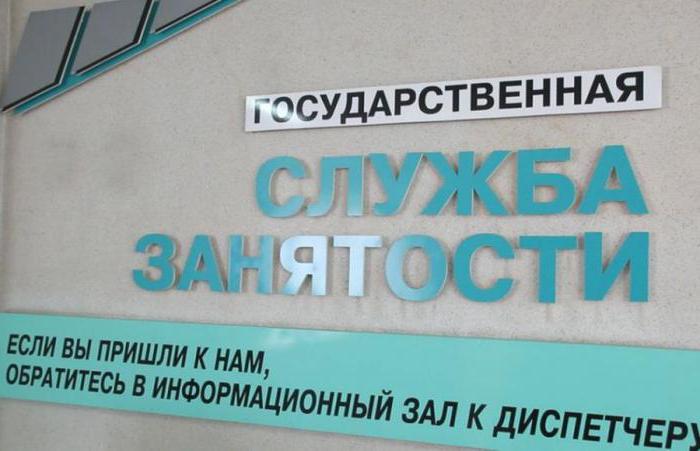 ГОСУДАРСТВЕННАЯ
СЛУЖБА
ЗАНЯТОСТИ
ЕСЛИ ВЫ ПРИШЛИ К НАМ,
ОБРАТИТЕСЬ В ИНФОРМАЦИОННЫЙ ЗАЛ К ДИСПЕТЧЕРУ